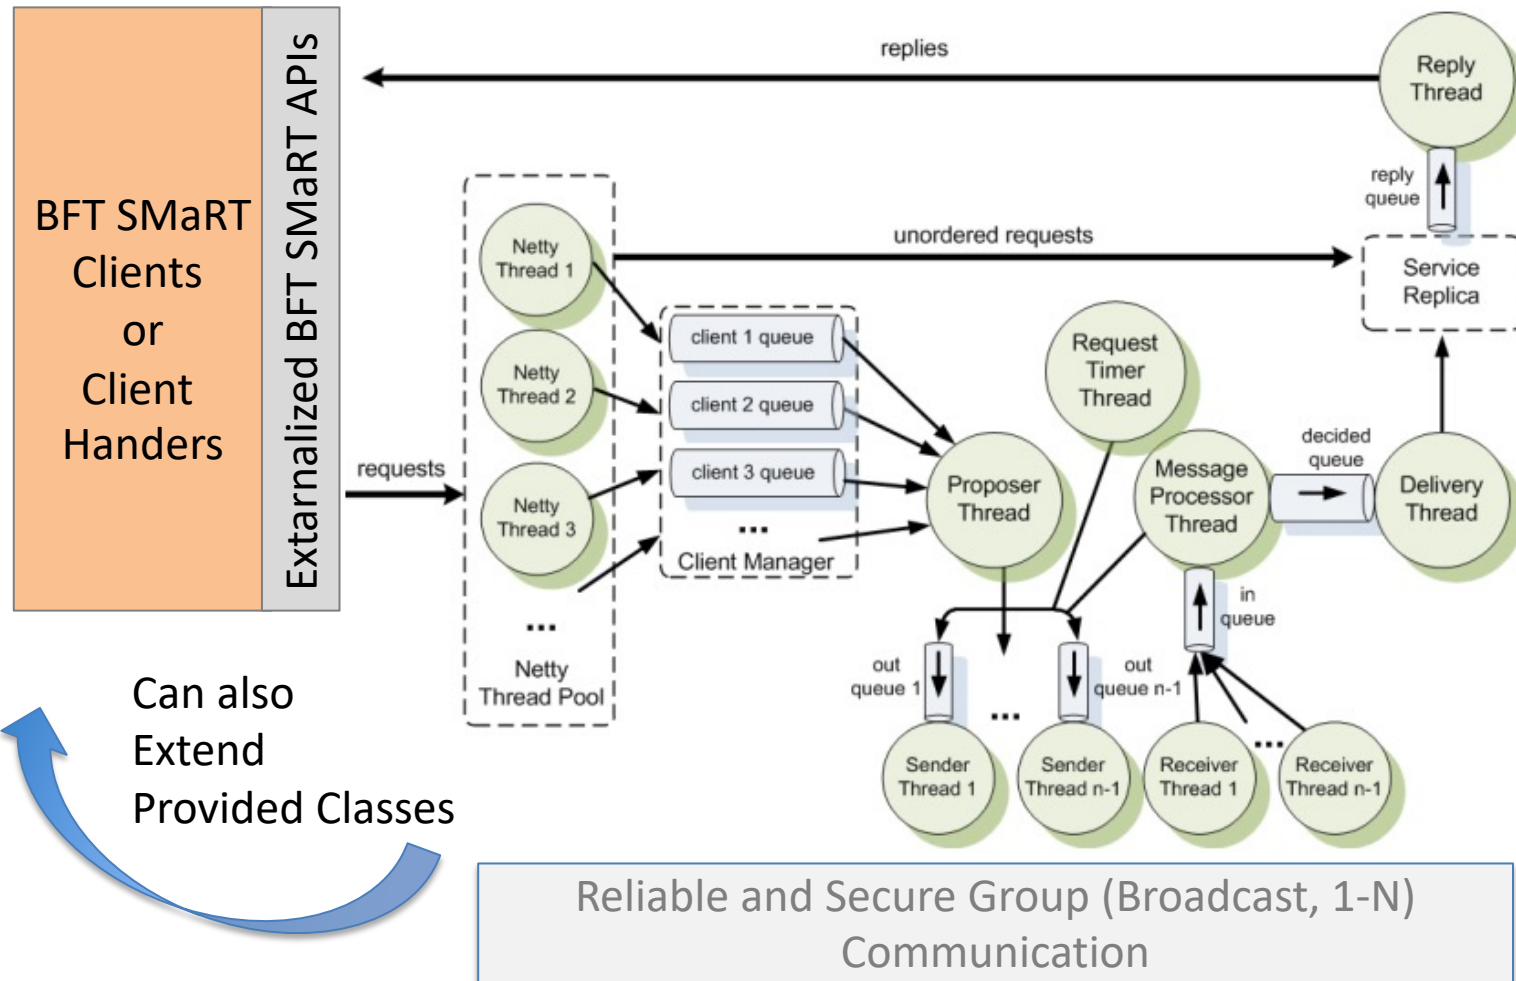 BFT SMaRT
Clients
or
Client
Handers
Extarnalized BFT SMaRT APIs
replies
Reply
Thread
reply
queue
unordered requests
Service
Replica
requests
Netty
Thread 1
Netty
Thread 2
Netty
Thread 3
...
Netty
Thread Pool
client 1 queue
client 2 queue
client 3 queue
...
Client Manager
Proposer
Thread
Request
Timer
Thread
Message
Processor
Thread
decided
queue
Delivery
Thread
in
queue
out
queue 1
...
out
queue n-1
Sender
Thread 1
Sender
Thread n-1
Receiver
Thread 1
...
Receiver
Thread n-1
Can also
Extend
Provided Classes
Reliable and Secure Group (Broadcast, 1-N)
Communication